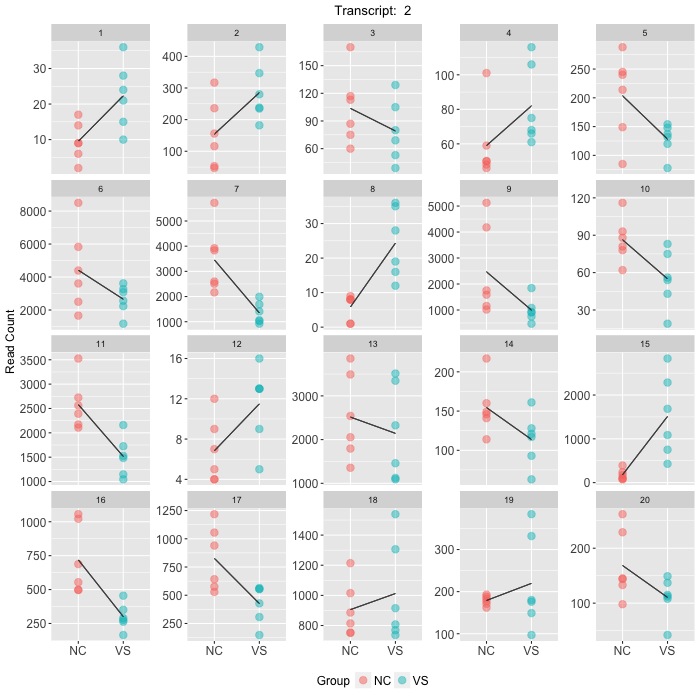 Transcript:  2
1 2 3 4 5
30 20 10
400 300 200 100
150 120 90 60
100 80 60
250 200 150 100
6 7 8 9 10
8000 6000 4000 2000
5000 4000 3000 2000 1000
30 20 10 0
5000 4000 3000 2000 1000
120 90 60 30
Read Count
11 12 13 14 15
3500 3000 2500 2000 1500 1000
16 12 8 4
3000 2000 1000
200 150 100
2000 1000 0
16 17 18 19 20
1000 750 500 250
1250 1000 750 500 250
1400 1200 1000 800
300 200 100
200 100
NC VS NC VS NC VS NC VS NC VS
Group NC VS